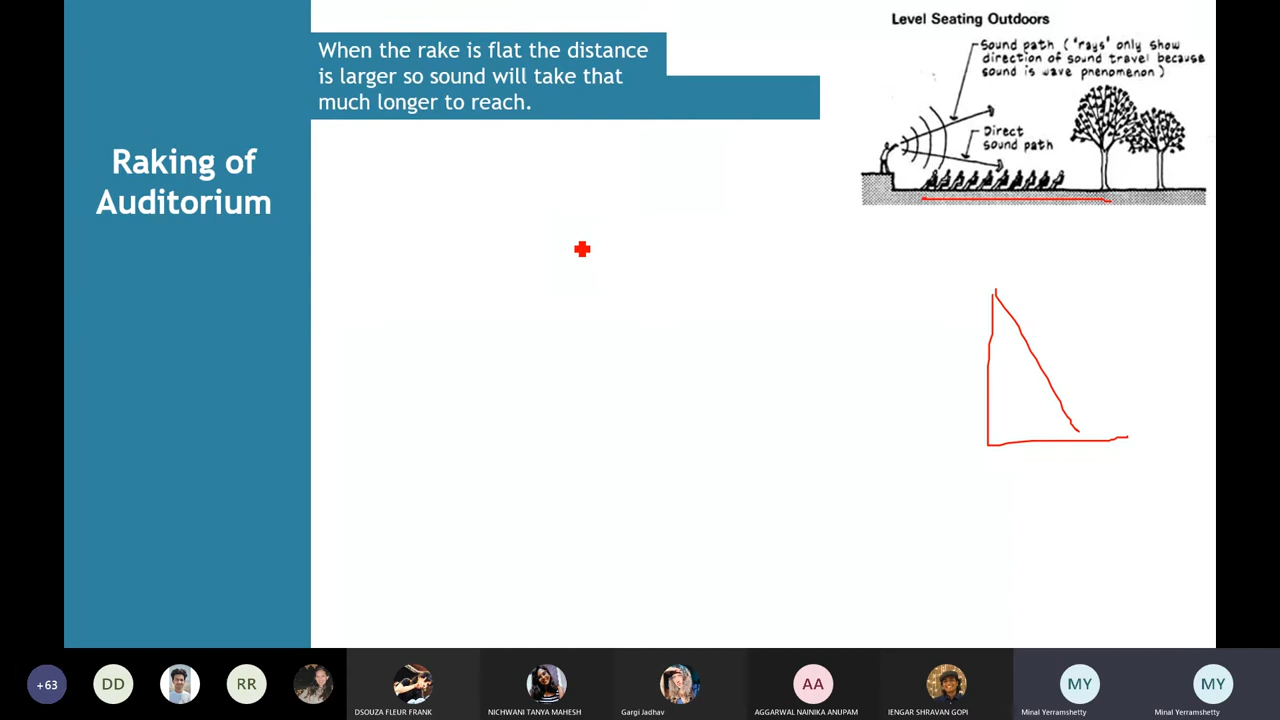 Raking of
Auditorium
When the rake is flat the distance
is larger so sound will take that
much longer to reach.
Level Seating Outdoors
Sound path ("rays" only show
direction of sound travel because
sound is wave phenomenon)
Direct
sound path
+63
DD
RR
DSOUZA FLEUR FRANK
NICHWANI TANYA MAHESH
Gargi Jadhav
AA
AGGARWAL NAINIKA ANUPAM
IENGAR SHRAVAN GOPI
MY
Minal Yerramshetty
MY
Minal Yerramshetty